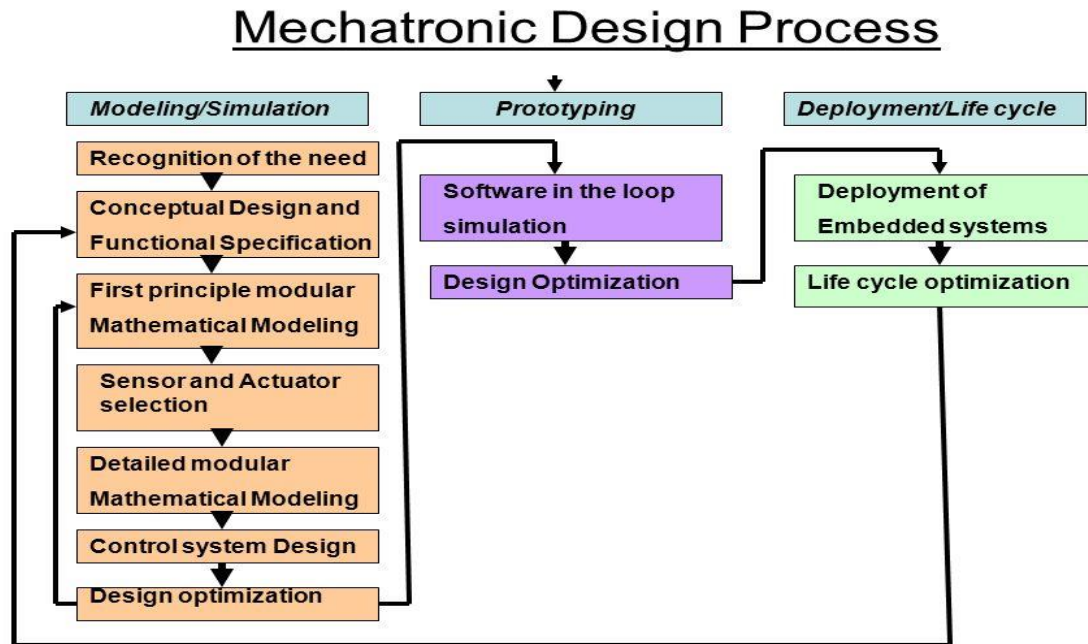 Mechatronic Design Process
Modeling/Simulation
Recognition of the need
Conceptual Design and
Functional Specification
First principle modular
Mathematical Modeling
Sensor and Actuator
selection
Detailed modular
Mathematical Modeling
Control system Design
Design optimization
Prototyping
Software in the loop
simulation
Design Optimization
Deployment/Life cycle
Deployment of
Embedded systems
Life cycle optimization